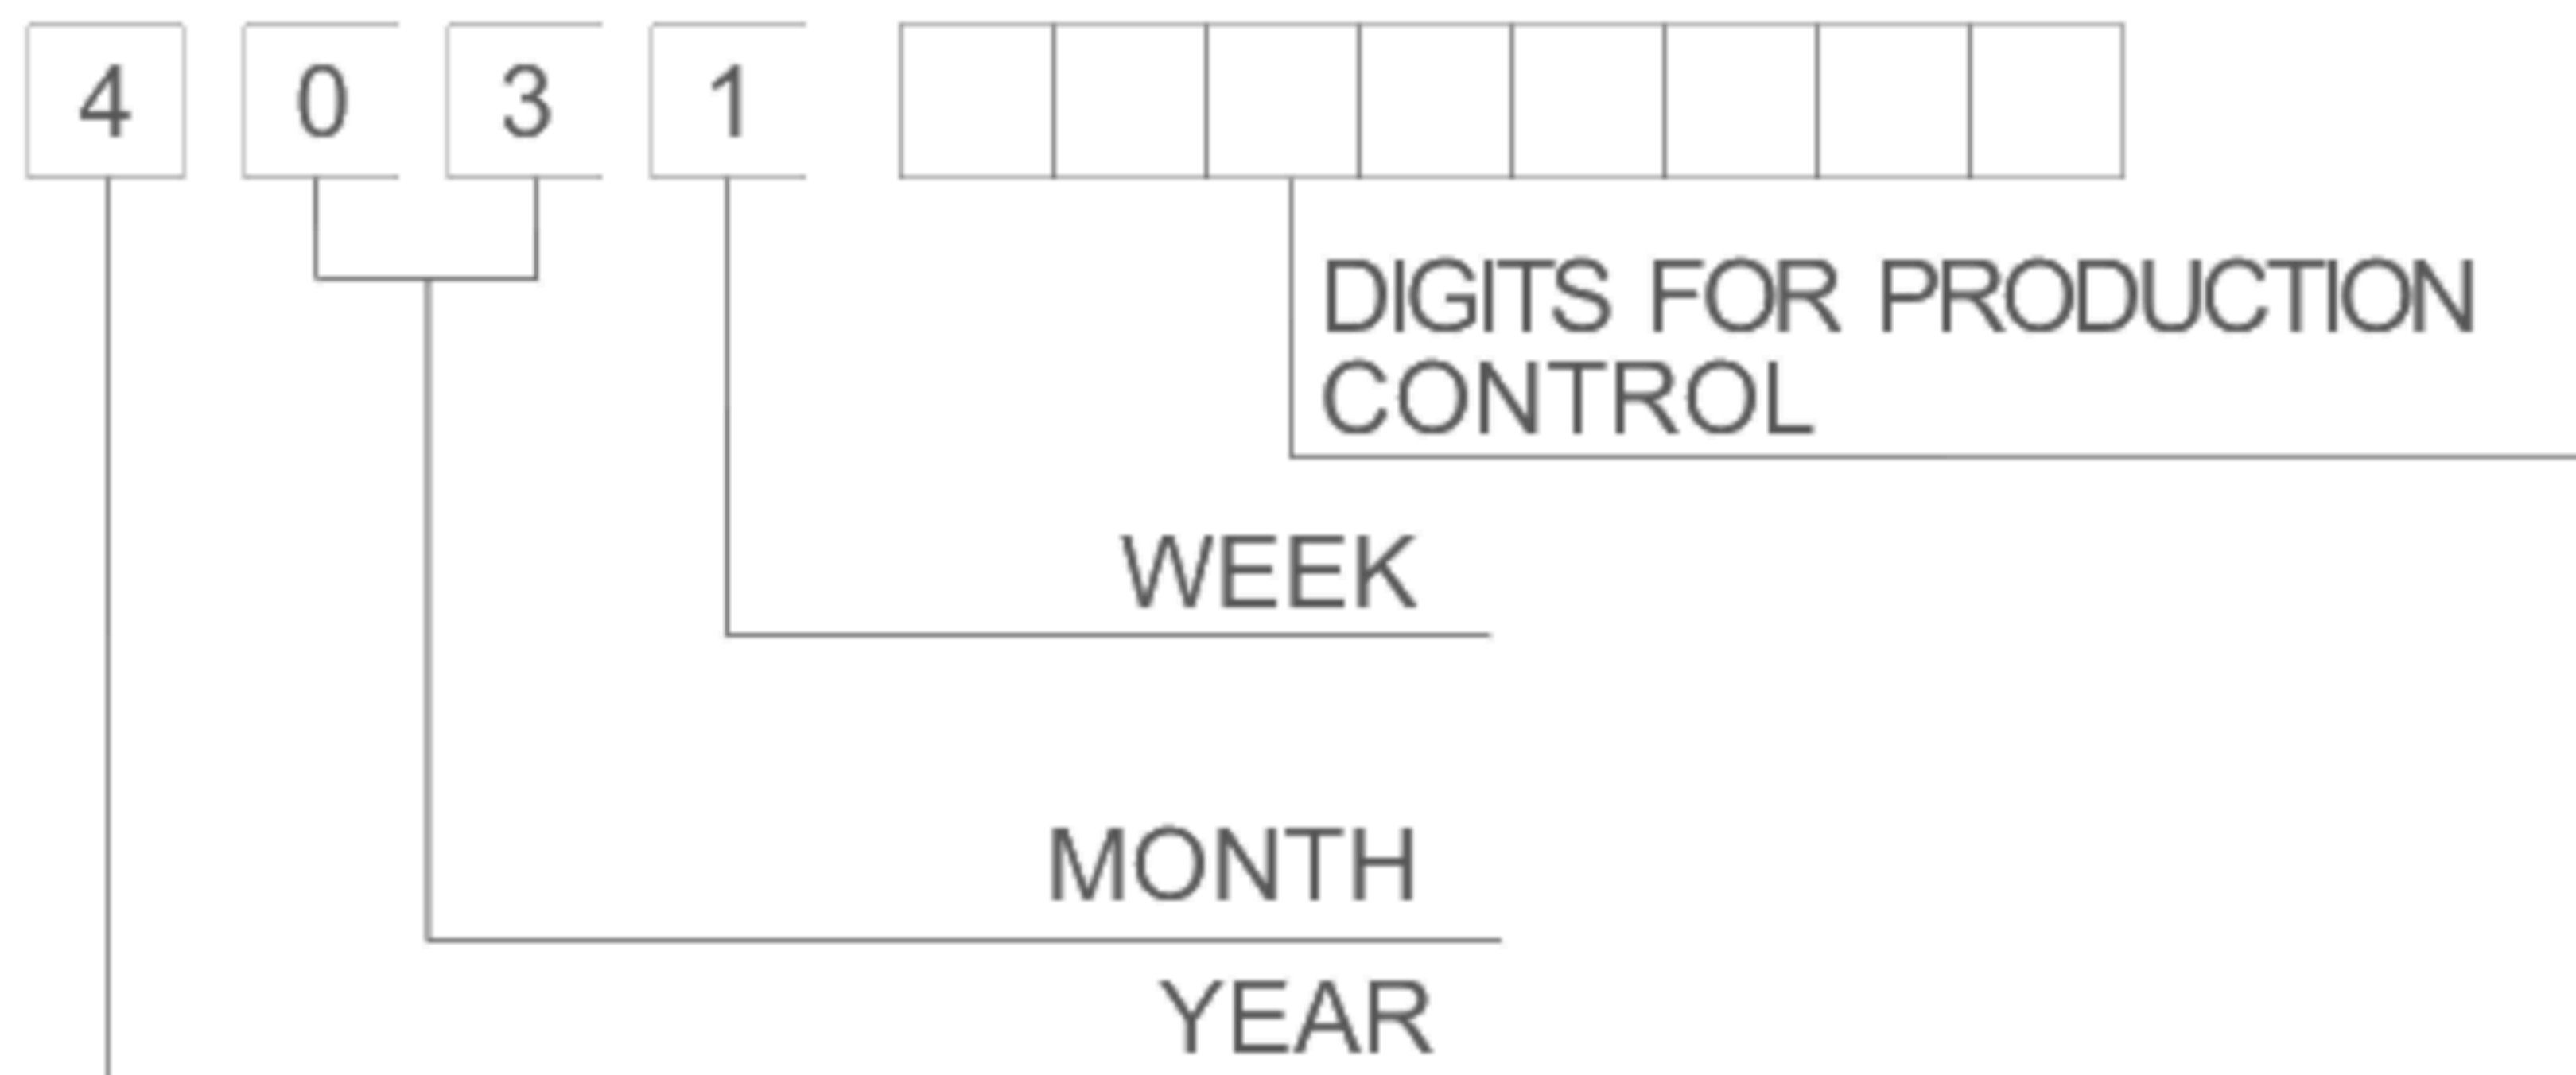 4 0 3 1
DIGITS FOR PRODUCTION
CONTROL
WEEK
MONTH
YEAR